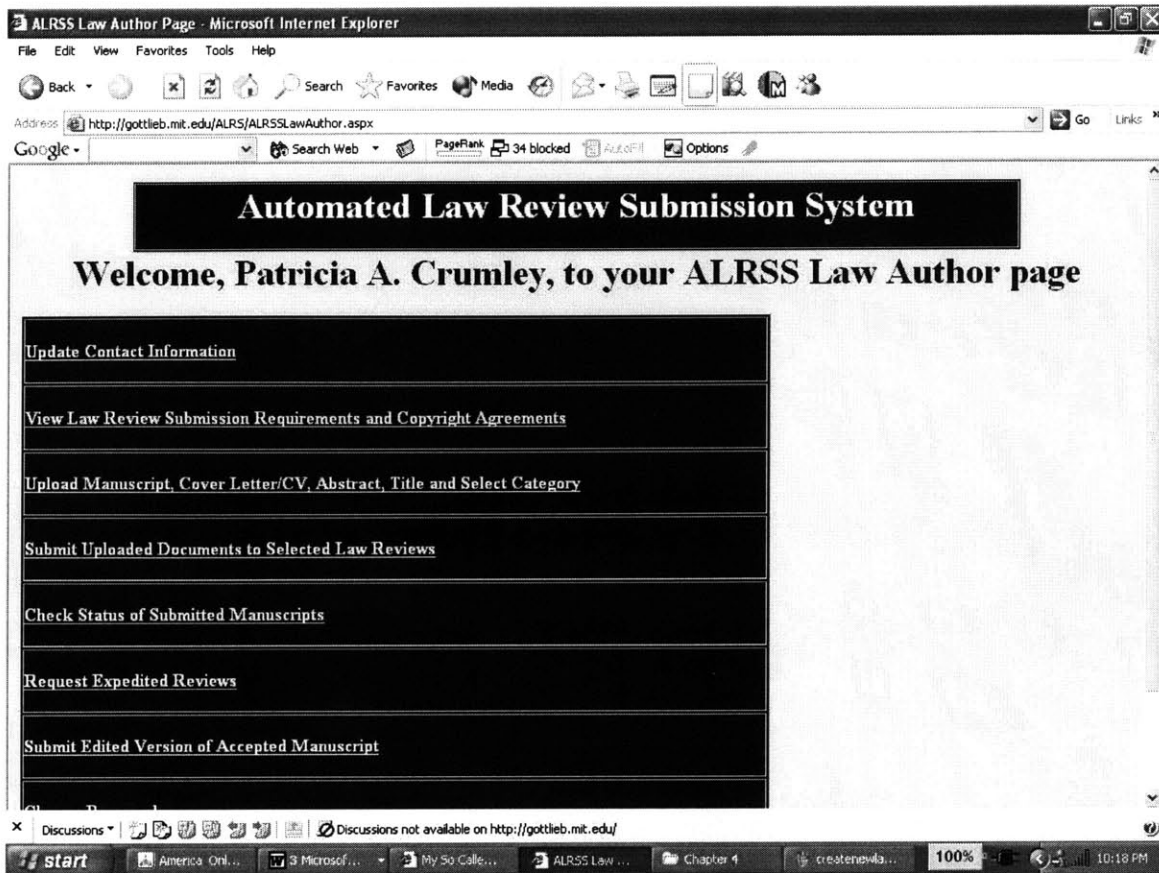 ALRSS Law Author Page - Microsoft Internet Explorer
File Edit View Favorites Tools Help
Back Search Favorites Media
Address http://gottlieb.mit.edu/ALRS/ALRSSLawAuthor.aspx Go Links »
Google Search Web PageRank 34 blocked AutoFill Options
Automated Law Review Submission System
Welcome, Patricia A. Crumley, to your ALRSS Law Author page
Update Contact Information
View Law Review Submission Requirements and Copyright Agreements
Upload Manuscript, Cover Letter/CV, Abstract, Title and Select Category
Submit Uploaded Documents to Selected Law Reviews
Check Status of Submitted Manuscripts
Request Expedited Reviews
Submit Edited Version of Accepted Manuscript
Discussions Discussions not available on http://gottlieb.mit.edu/
start America Onl... 3 Microsof... My So Calle... ALRSS Law ... Chapter 4 createnewla... 100% 10:18 PM